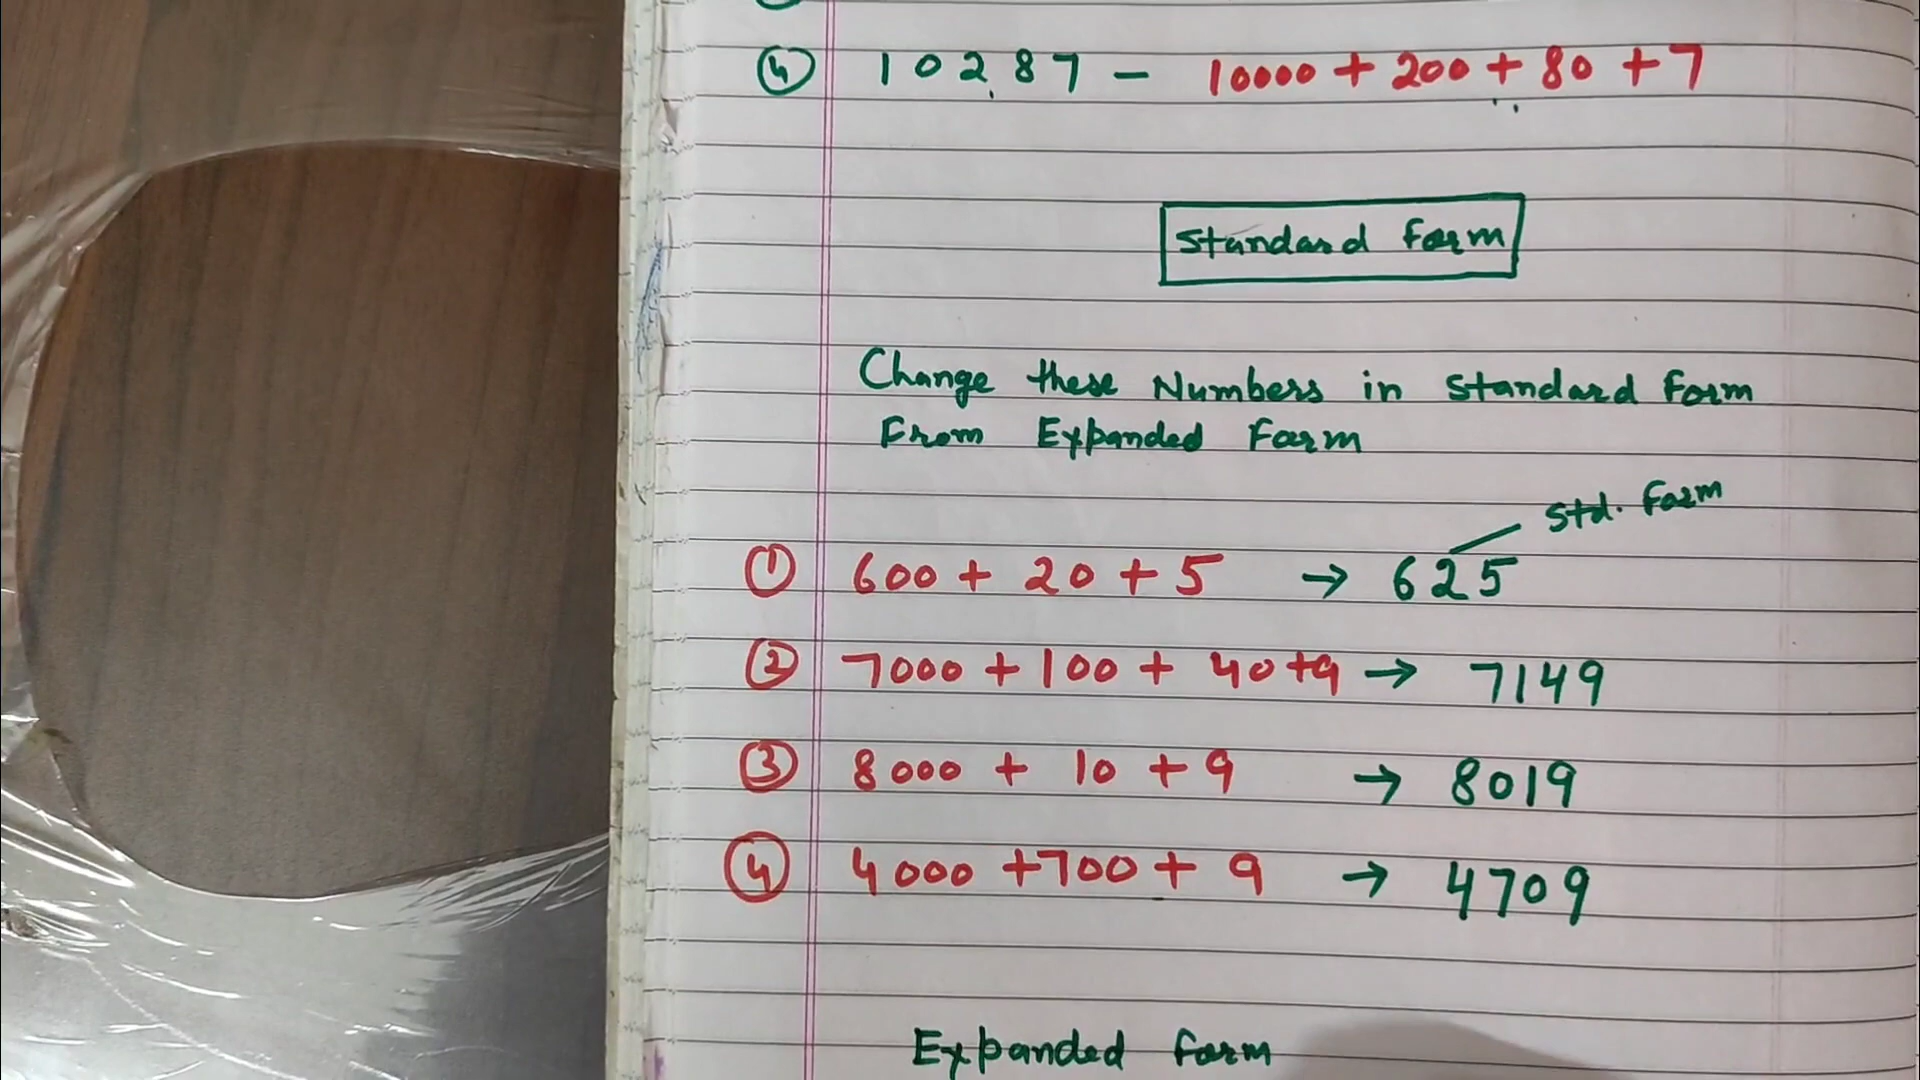 ④ 10287 - 10000 + 200 + 80 + 7
Standard Form
Change these Numbers in Standard Form
From Expanded Form
Std. Form
① 600 + 20 + 5 → 625
② 7000 + 100 + 40+9 → 7149
③ 8000 + 10 + 9 → 8019
④ 4000 +700 + 9 → 4709
Expanded Form